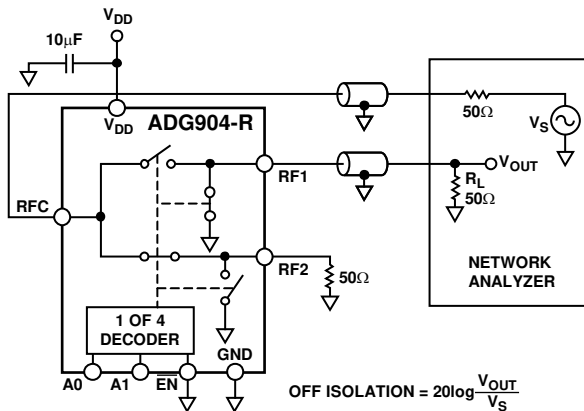 VDD
10µF
VDD
ADG904-R
50Ω
VS
RF1
VOUT
RL
50Ω
RFC
RF2
50Ω
NETWORK
ANALYZER
1 OF 4
DECODER
GND
A0 A1 EN
OFF ISOLATION = 20log VOUT/VS